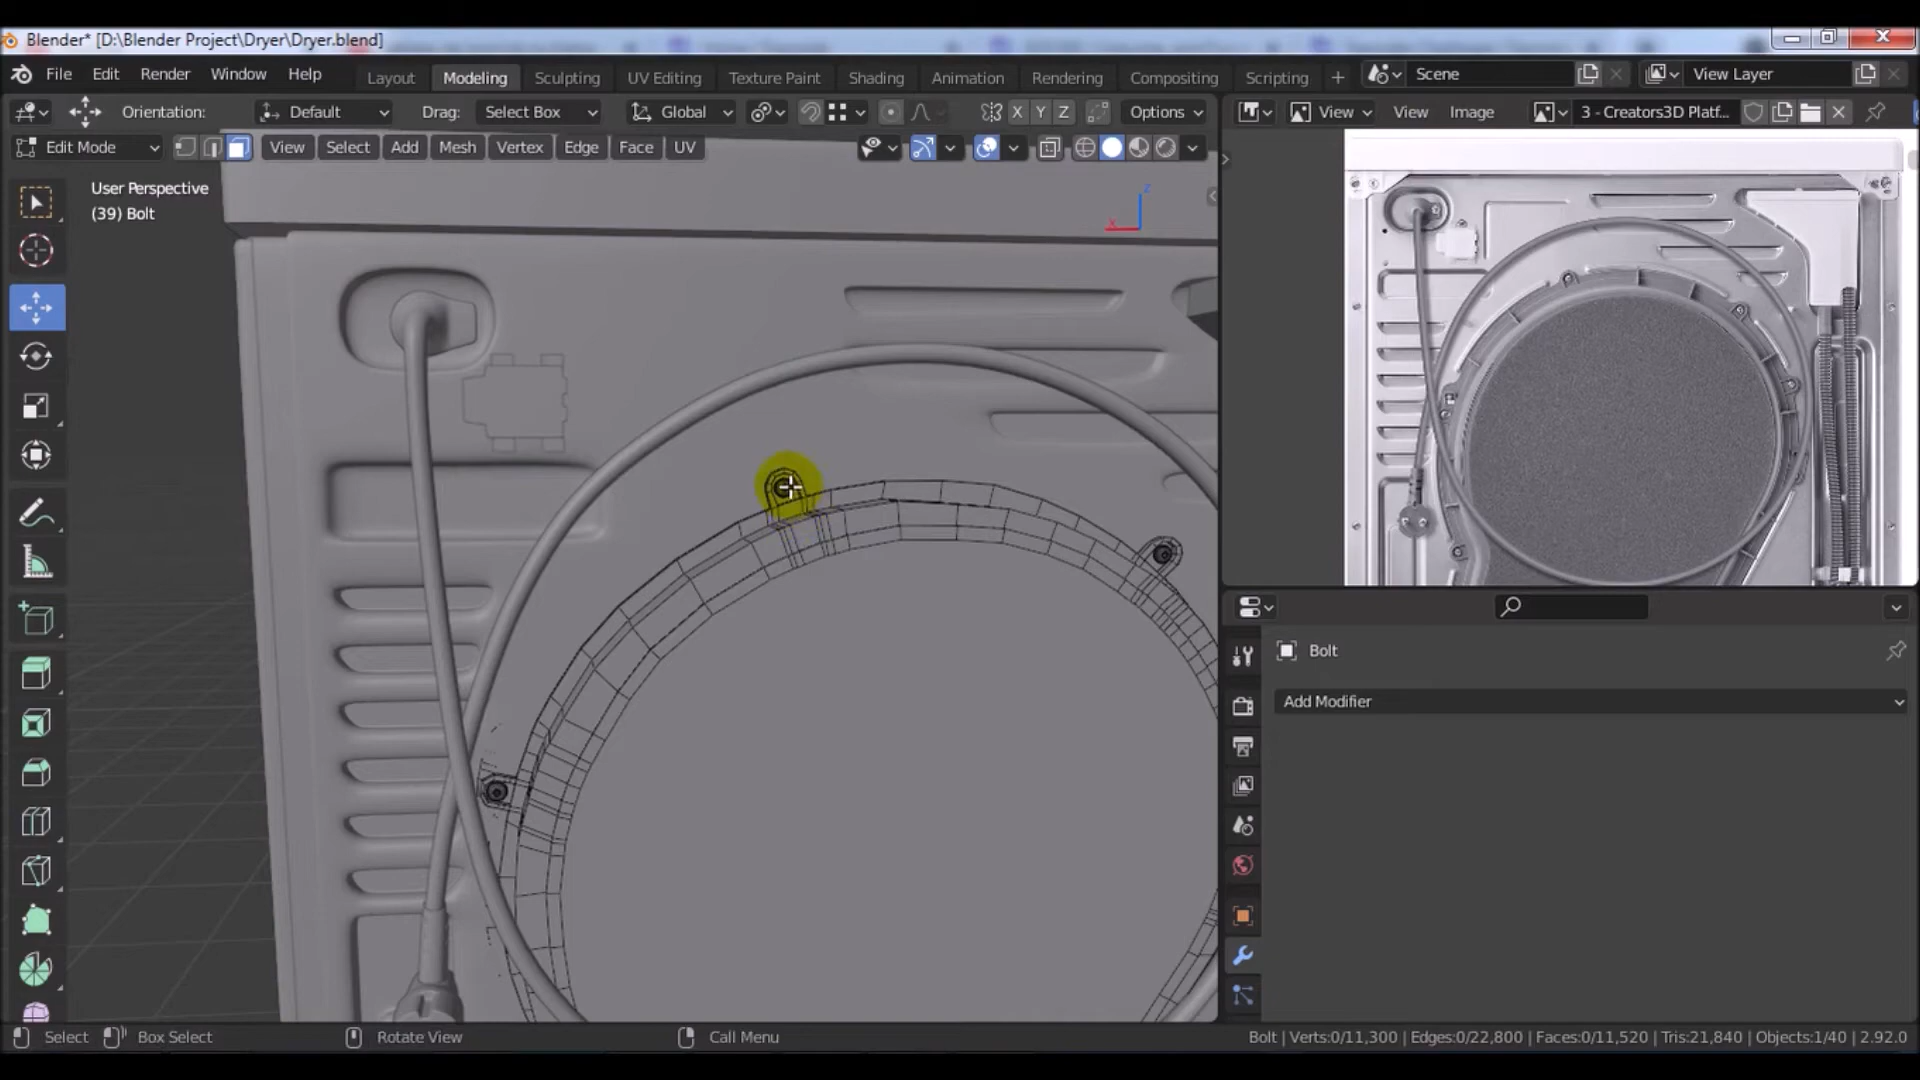 Blender* [D:\Blender Project\Dryer\Dryer.blend]
File Edit Render Window Help Layout Modeling Sculpting UV Editing Texture Paint Shading Animation Rendering Compositing Scripting + Scene View Layer
Orientation: Default Drag: Select Box Global X Y Z Options View View Image 3 - Creators3D Platf...
Edit Mode View Select Add Mesh Vertex Edge Face UV
User Perspective
(39) Bolt
Z
X
Bolt
Add Modifier
Select Box Select Rotate View Call Menu Bolt | Verts:0/11,300 | Edges:0/22,800 | Faces:0/11,520 | Tris:21,840 | Objects:1/40 | 2.92.0